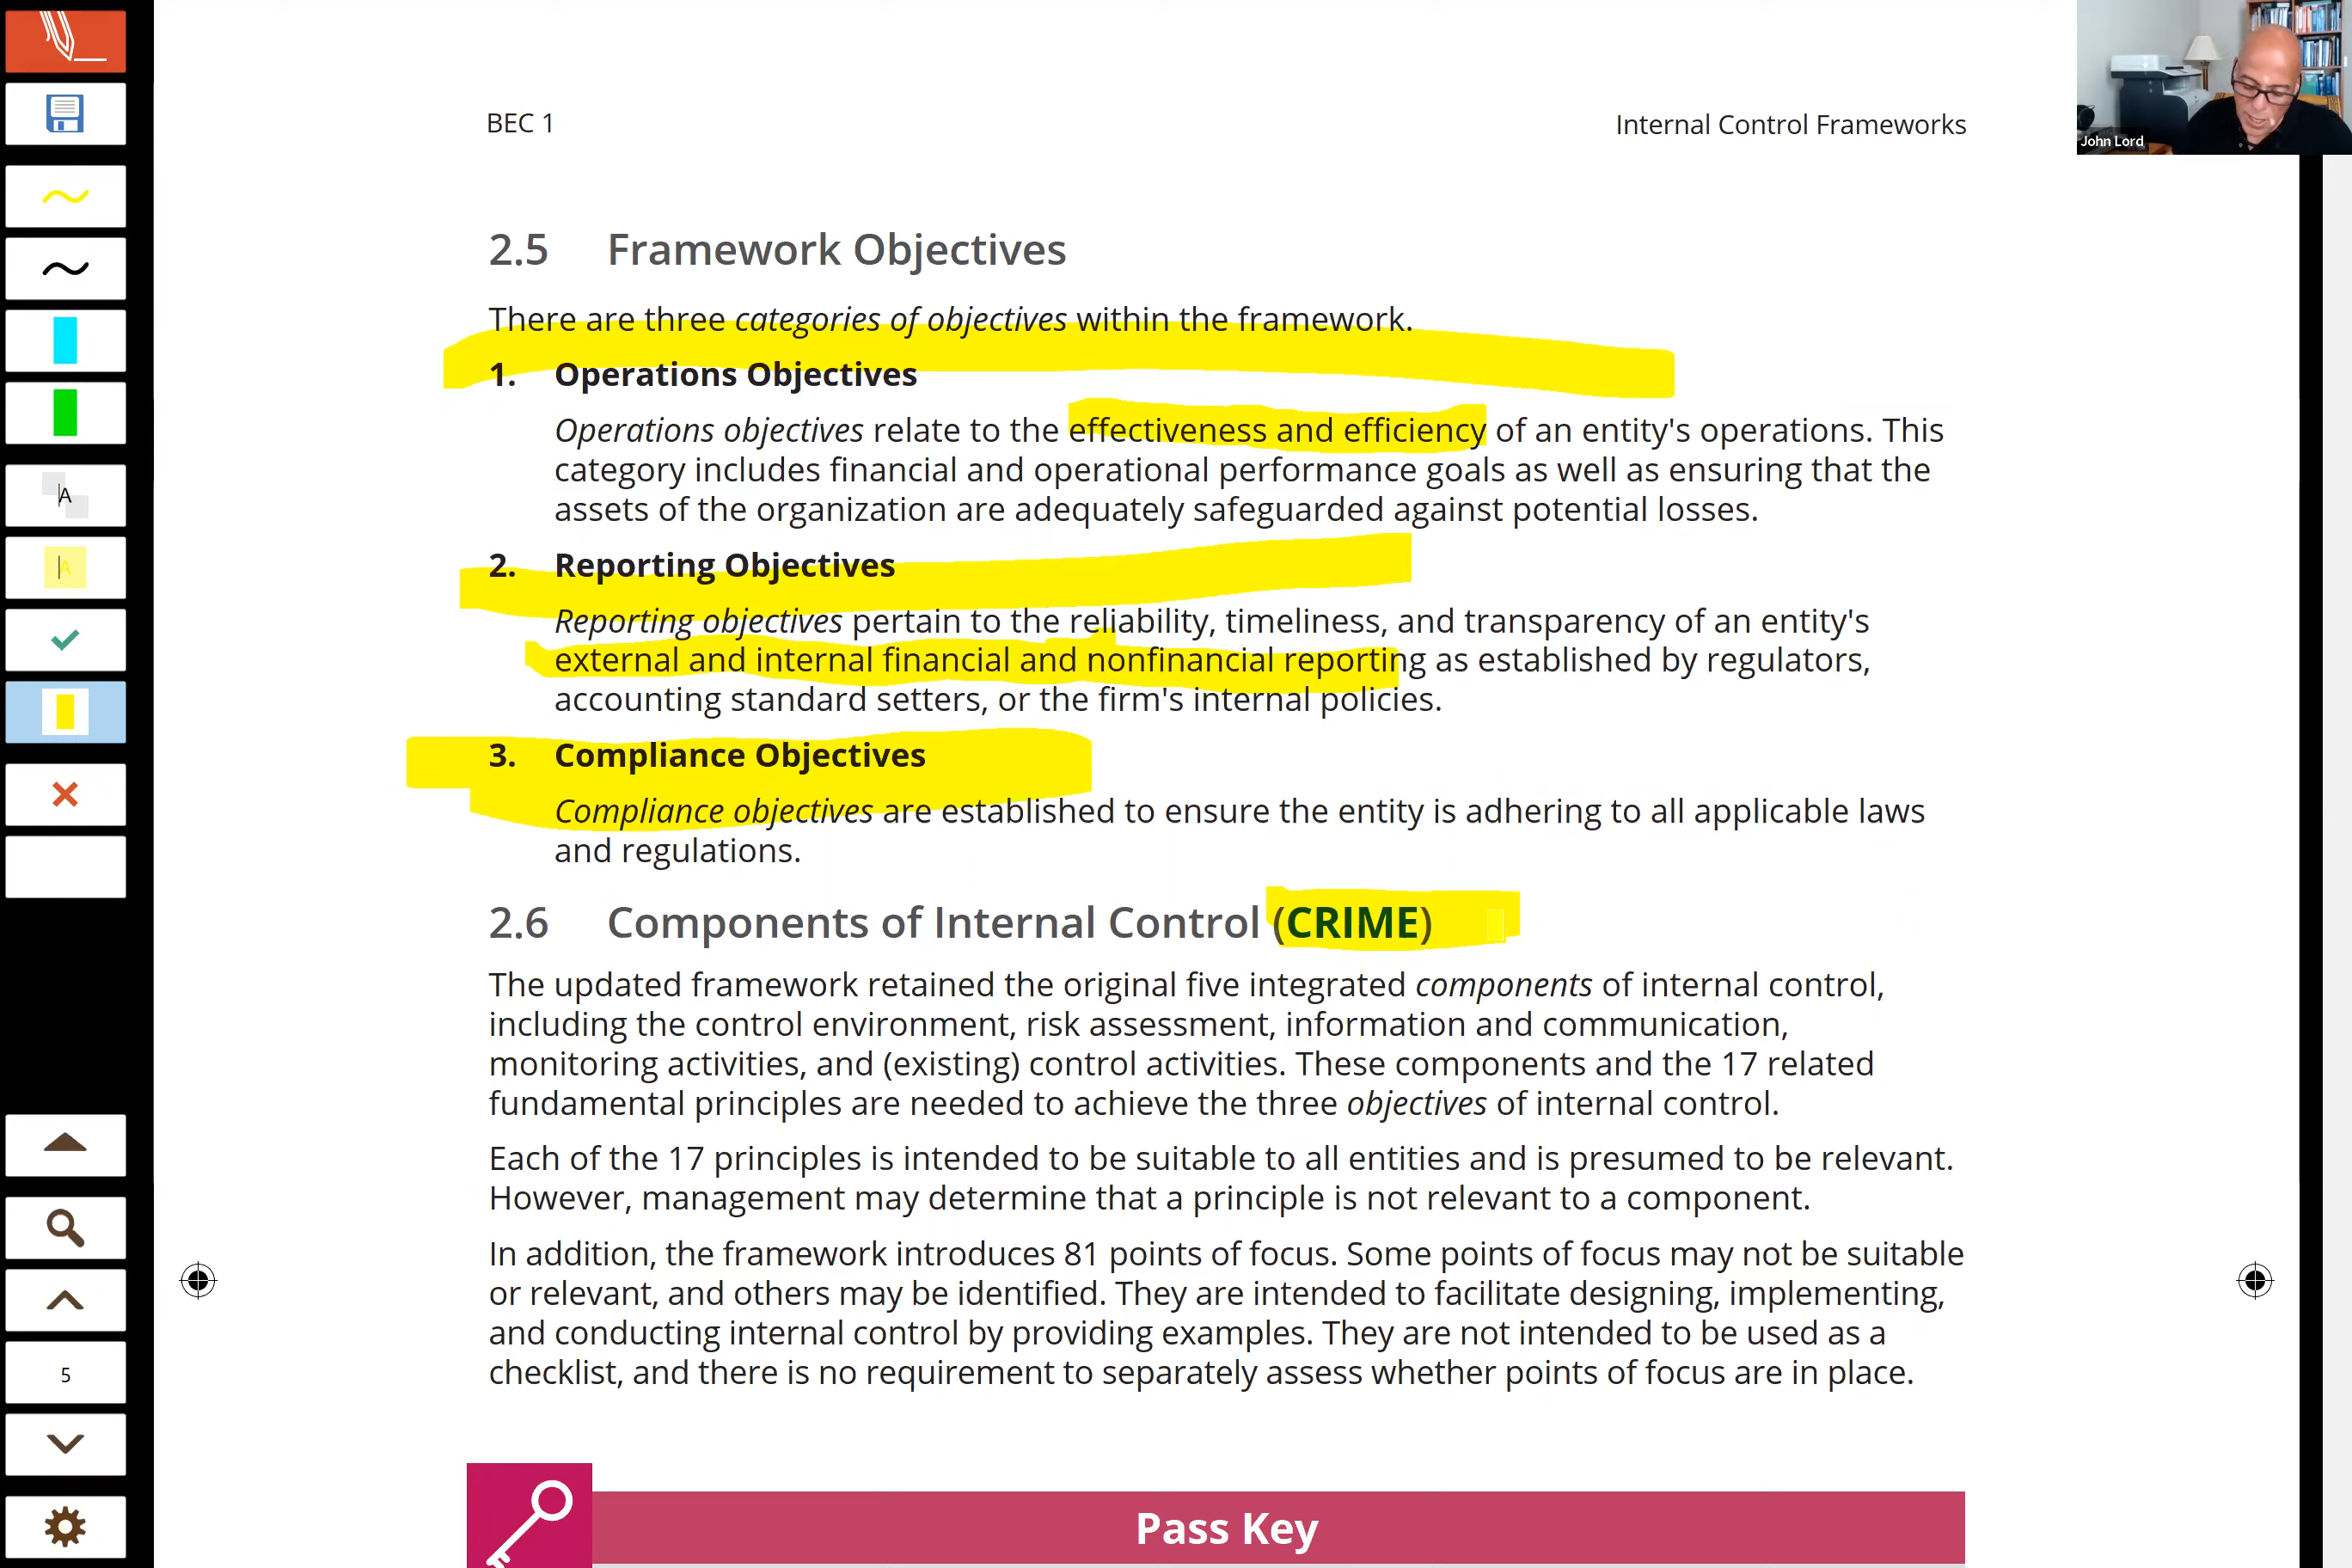 BEC 1
Internal Control Frameworks
John Lord
2.5 Framework Objectives
There are three categories of objectives within the framework.
1. Operations Objectives
Operations objectives relate to the effectiveness and efficiency of an entity's operations. This
category includes financial and operational performance goals as well as ensuring that the
assets of the organization are adequately safeguarded against potential losses.
2. Reporting Objectives
Reporting objectives pertain to the reliability, timeliness, and transparency of an entity's
external and internal financial and nonfinancial reporting as established by regulators,
accounting standard setters, or the firm's internal policies.
3. Compliance Objectives
Compliance objectives are established to ensure the entity is adhering to all applicable laws
and regulations.
2.6 Components of Internal Control (CRIME)
The updated framework retained the original five integrated components of internal control,
including the control environment, risk assessment, information and communication,
monitoring activities, and (existing) control activities. These components and the 17 related
fundamental principles are needed to achieve the three objectives of internal control.
Each of the 17 principles is intended to be suitable to all entities and is presumed to be relevant.
However, management may determine that a principle is not relevant to a component.
In addition, the framework introduces 81 points of focus. Some points of focus may not be suitable
or relevant, and others may be identified. They are intended to facilitate designing, implementing,
and conducting internal control by providing examples. They are not intended to be used as a
checklist, and there is no requirement to separately assess whether points of focus are in place.
Pass Key
A
A
5